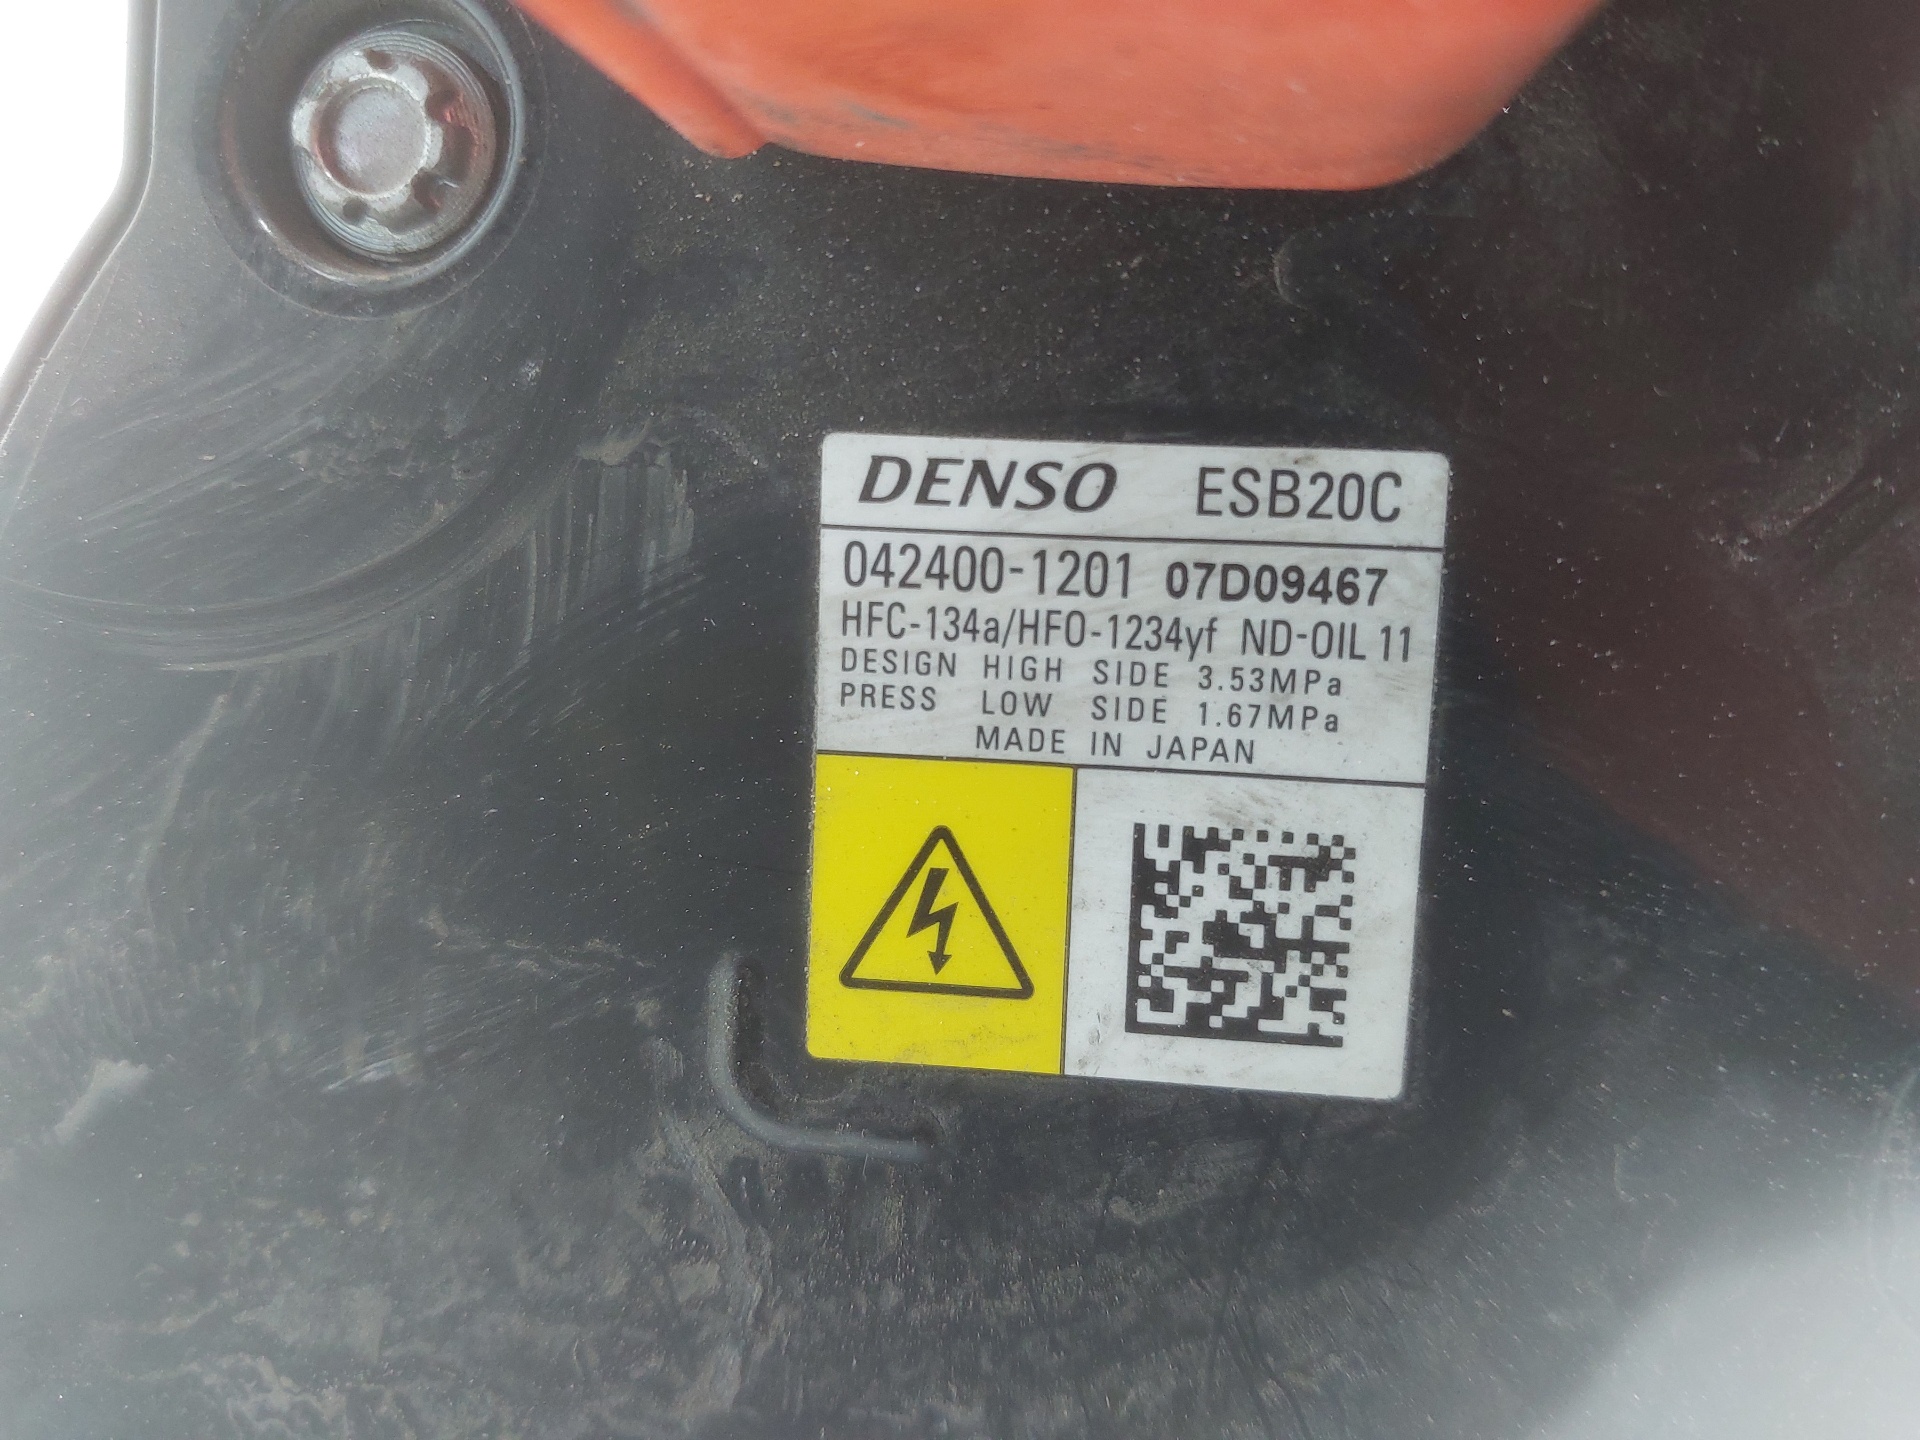 DENSO ESB20C
042400-1201 07D09467
HFC-134a/HFO-1234yf ND-OIL 11
DESIGN HIGH SIDE 3.53MPa
PRESS LOW SIDE 1.67MPa
MADE IN JAPAN